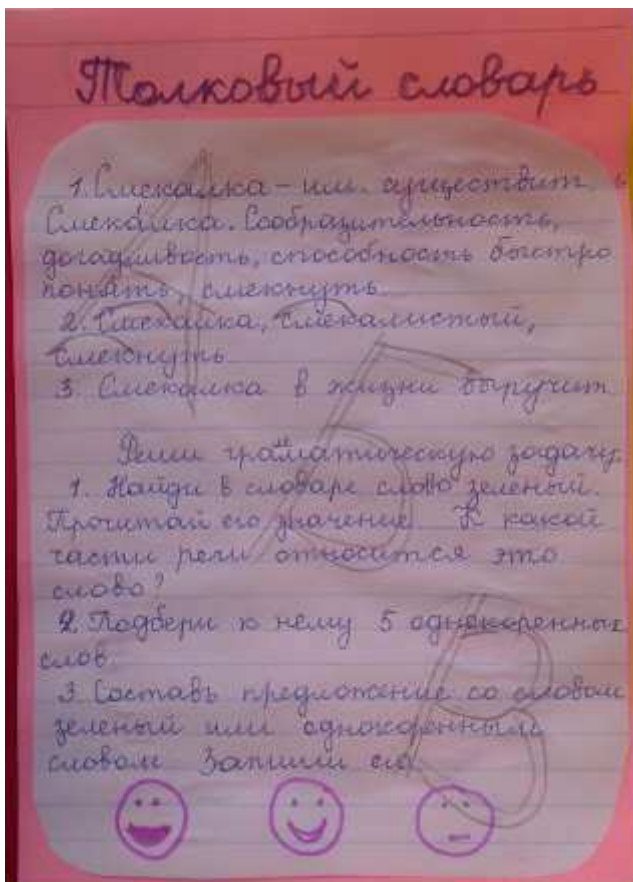 Толковый словарь
1. Смекалка – им. существит.
Смекалка. Сообразительность,
догадливость, способность быстро
понять, смекнуть.
2. Смекалка, смекалистый,
смекнуть
3. Смекалка в жизни выручит
Реши граматическую задачу.
1. Найди в словаре слово зеленый.
Прочитай его значение. К какой
части речи относится это
слово?
2. Подбери к нему 5 однокоренных
слов.
3. Составь предложение со словом
зеленый или однокоренным
словом Запиши